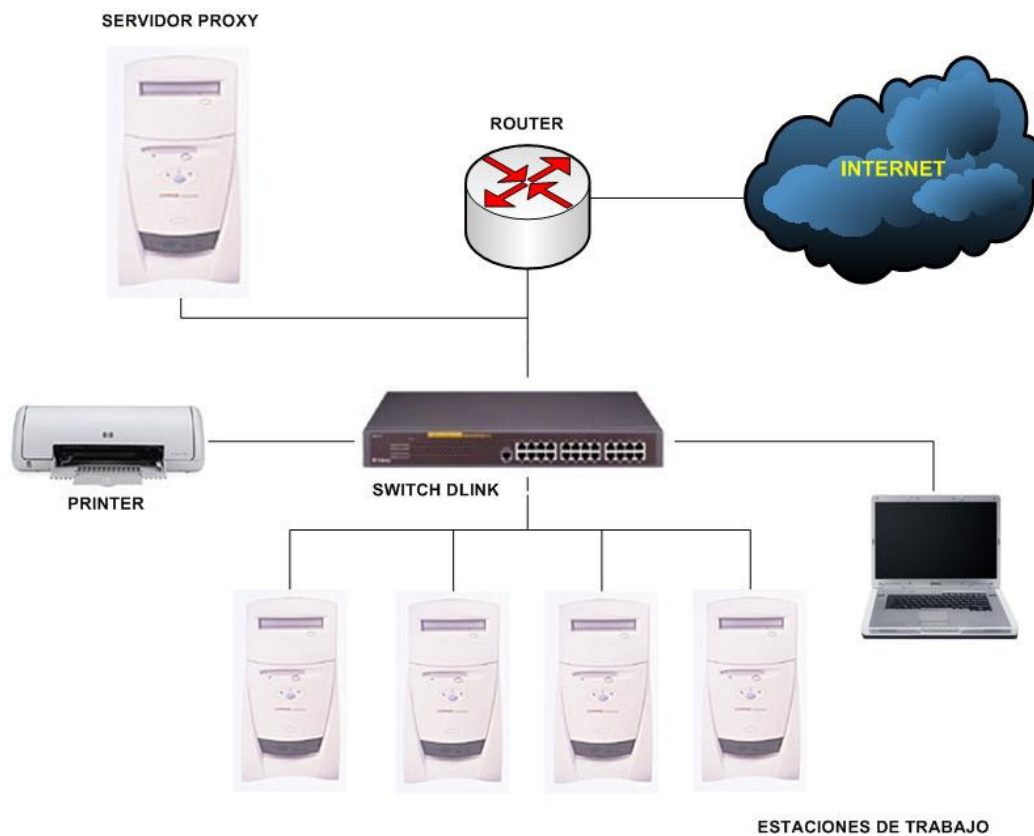 SERVIDOR PROXY
ROUTER
INTERNET
PRINTER
SWITCH DLINK
ESTACIONES DE TRABAJO